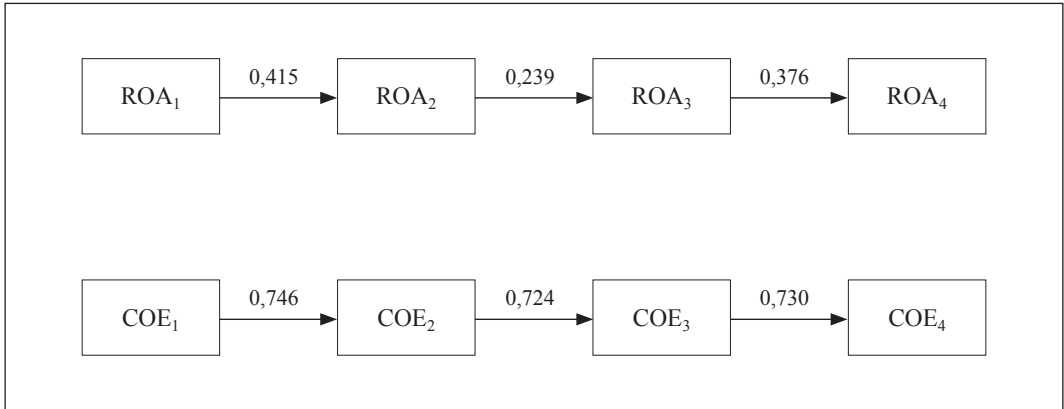 0,415 0,239 0,376
ROA₁ ROA₂ ROA₃ ROA₄
0,746 0,724 0,730
COE₁ COE₂ COE₃ COE₄